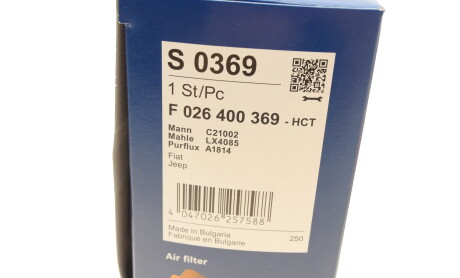 S 0369
1 St/Pc
F 026 400 369 - HCT
Mann C21002
Mahle LX4085
Purflux A1814
Fiat
Jeep
4 047026 257588
Made in Bulgaria
Fabriqué en Bulgarie 250
Air filter